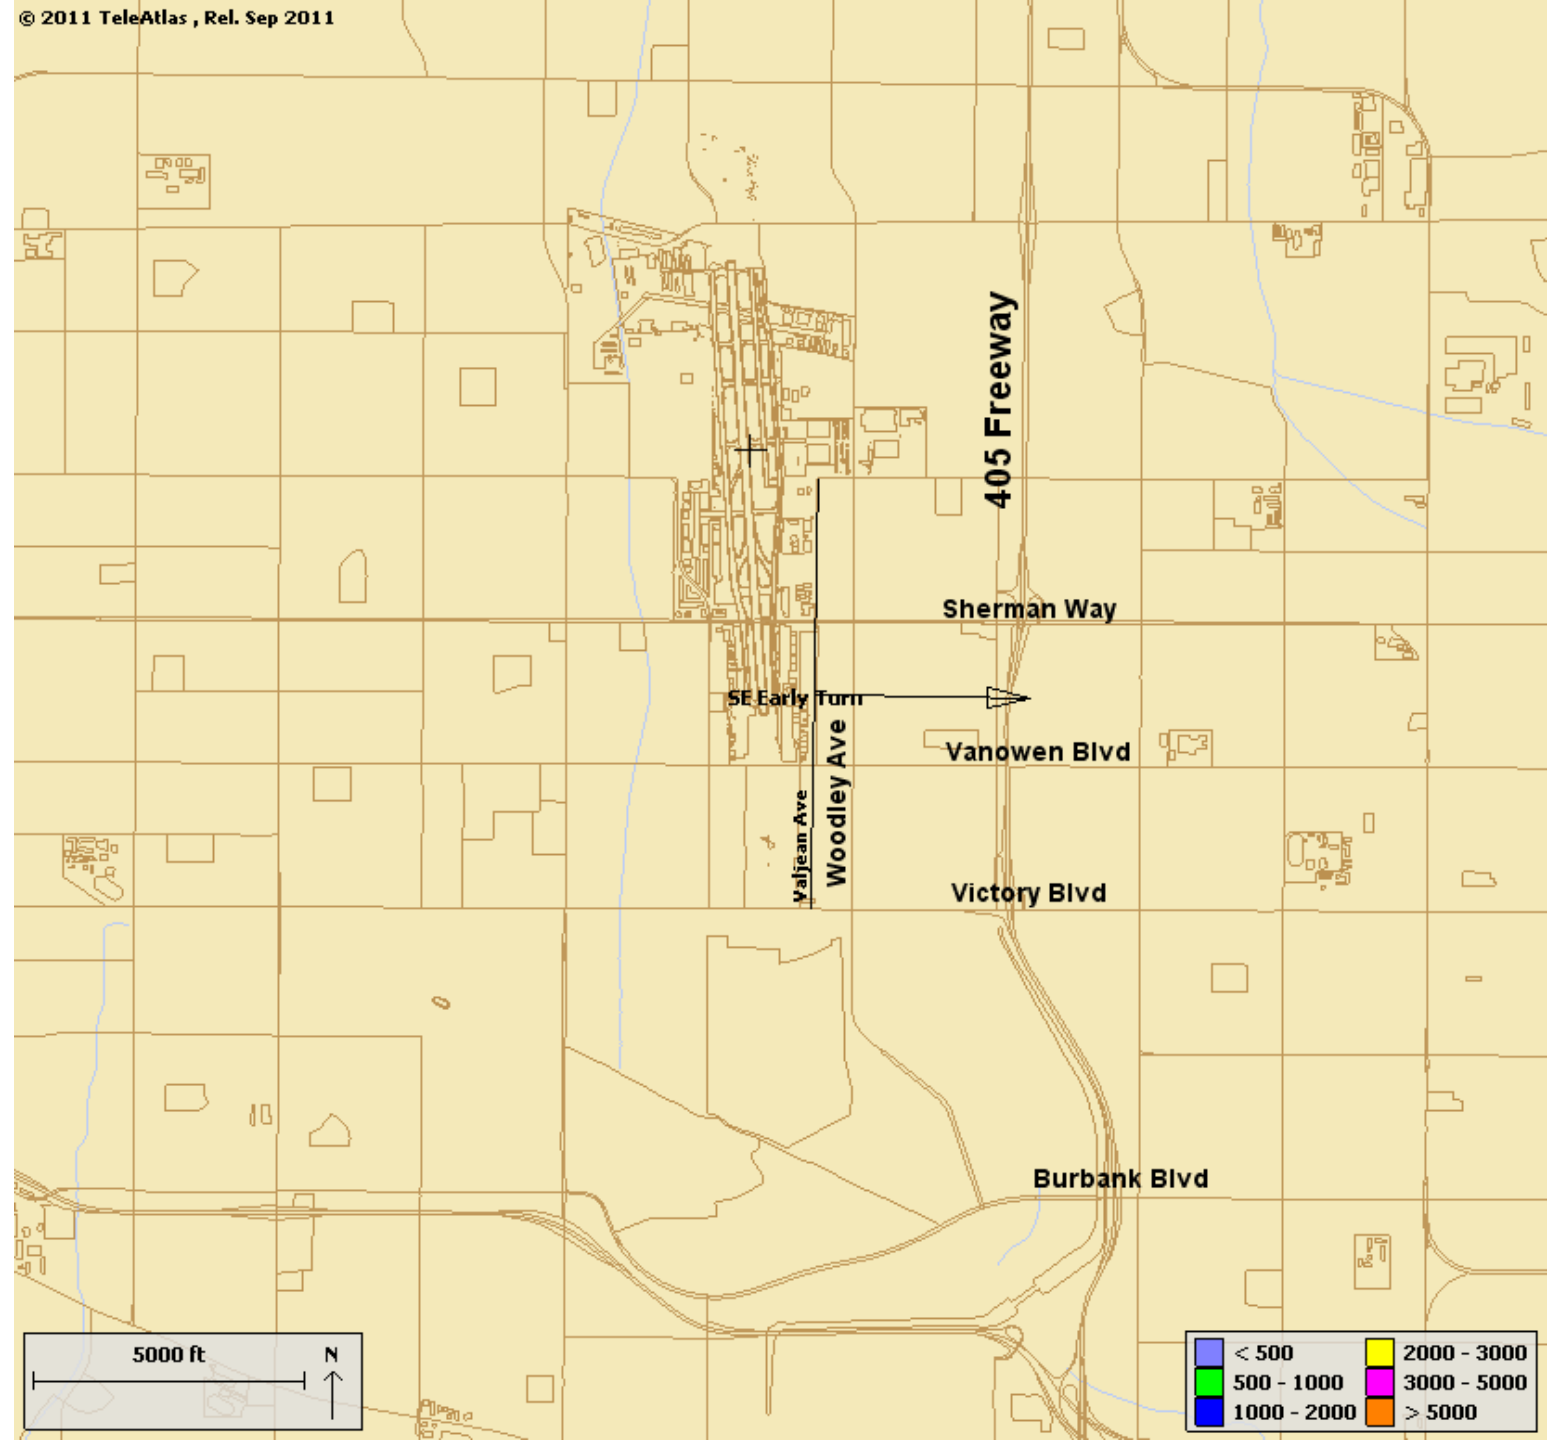 © 2011 TeleAtlas , Rel. Sep 2011
405 Freeway
Sherman Way
SE Early Turn
Vanowen Blvd
Woodley Ave
Valjean Ave
Victory Blvd
Burbank Blvd
5000 ft
N
< 500
2000 - 3000
500 - 1000
3000 - 5000
1000 - 2000
> 5000